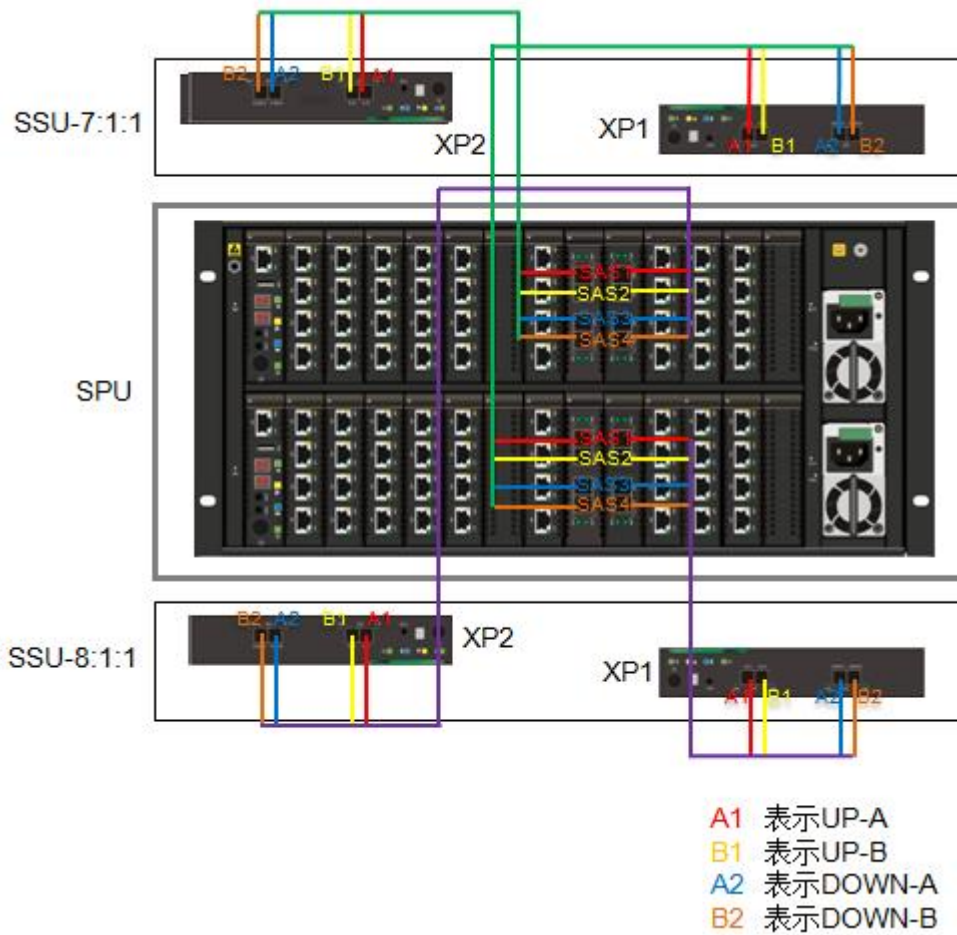 B2 A2 B1 A1
SSU-7:1:1
XP2
XP1
A1 B1 A2 B2
SAS1
SAS2
SAS3
SAS4
SPU
SAS1
SAS2
SAS3
SAS4
B2 A2 B1 A1
SSU-8:1:1
XP2
XP1
A1 B1 A2 B2
A1 表示UP-A
B1 表示UP-B
A2 表示DOWN-A
B2 表示DOWN-B